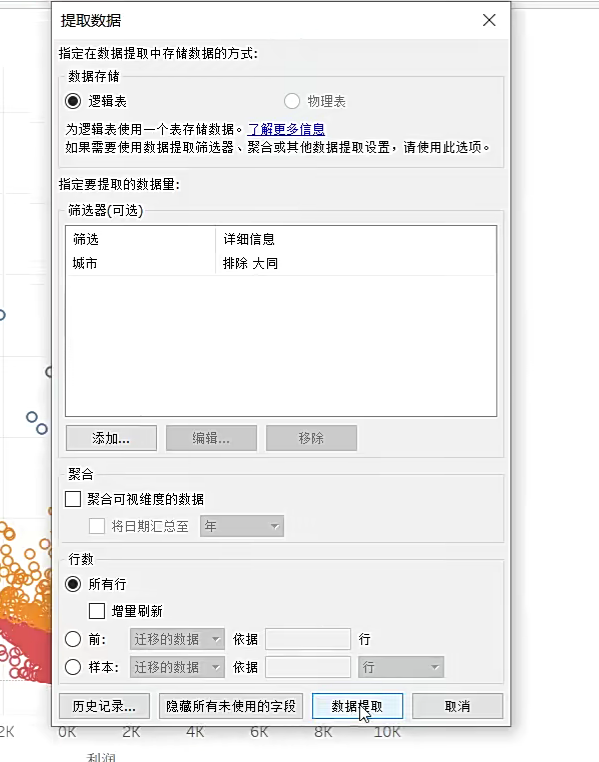 提取数据
指定在数据提取中存储数据的方式:
数据存储
逻辑表 物理表
为逻辑表使用一个表存储数据。了解更多信息
如果需要使用数据提取筛选器、聚合或其他数据提取设置，请使用此选项。
指定要提取的数据量:
筛选器(可选)
筛选 详细信息
城市 排除 大同
添加... 编辑... 移除
聚合
聚合可视维度的数据
将日期汇总至 年
行数
所有行
增量刷新
前: 迁移的数据 依据 行
样本: 迁移的数据 依据 行
历史记录... 隐藏所有未使用的字段 数据提取 取消
2K 0K 2K 4K 6K 8K 10K
利润